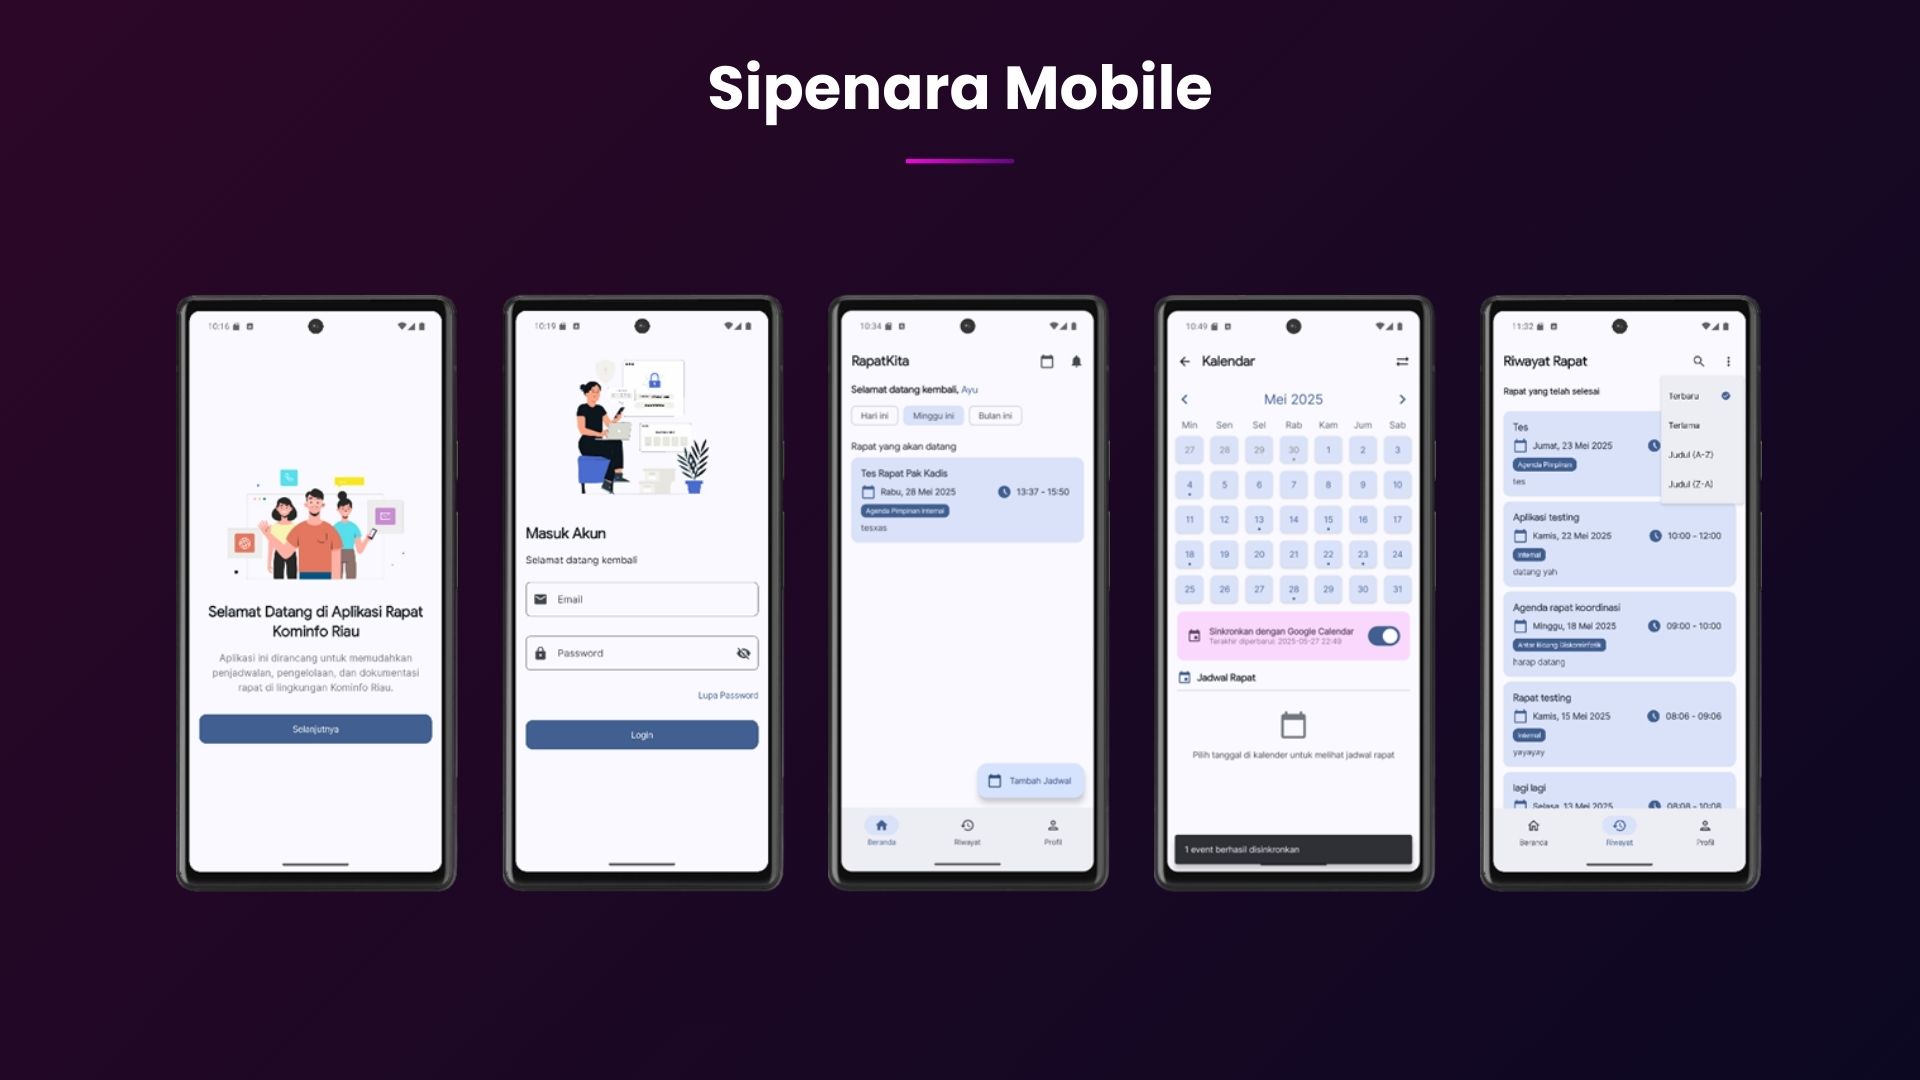 Sipenara Mobile
10:16
Selamat Datang di Aplikasi Rapat
Kominfo Riau
Aplikasi ini dirancang untuk memudahkan
penjadwalan, pengelolaan, dan dokumentasi
rapat di lingkungan Kominfo Riau.
Selanjutnya
10:19
Masuk Akun
Selamat datang kembali
Email
Password
Lupa Password
Login
10:34
RapatKita
Selamat datang kembali, Ayu
Hari ini Minggu ini Bulan ini
Rapat yang akan datang
Tes Rapat Pak Kadis
Rabu, 28 Mei 2025 13:37 - 15:50
Agenda Pimpinan Internal
tesxas
Tambah Jadwal
Beranda Riwayat Profil
10:49
Kalendar
Mei 2025
Min Sen Sel Rab Kam Jum Sab
27 28 29 30 1 2 3
4 5 6 7 8 9 10
11 12 13 14 15 16 17
18 19 20 21 22 23 24
25 26 27 28 29 30 31
Sinkronkan dengan Google Calendar
Terakhir diperbarui: 2025-05-27 22:49
Jadwal Rapat
Pilih tanggal di kalender untuk melihat jadwal rapat
1 event berhasil disinkronkan
11:32
Riwayat Rapat
Rapat yang telah selesai
Terbaru
Terlama
Judul (A-Z)
Judul (Z-A)
Tes
Jumat, 23 Mei 2025
Agenda Pimpinan
tes
Aplikasi testing
Kamis, 22 Mei 2025 10:00 - 12:00
Internal
datang yah
Agenda rapat koordinasi
Minggu, 18 Mei 2025 09:00 - 10:00
Antar Bidang Diskominfotik
harap datang
Rapat testing
Kamis, 15 Mei 2025 08:06 - 09:06
Internal
yayayay
lagi lagi
Selasa, 13 Mei 2025 08:08 - 10:08
Beranda Riwayat Profil